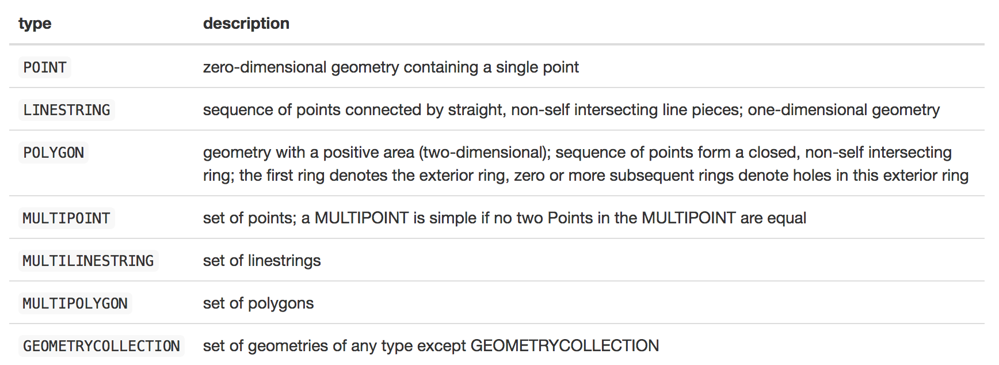 type description
POINT zero-dimensional geometry containing a single point
LINESTRING sequence of points connected by straight, non-self intersecting line pieces; one-dimensional geometry
POLYGON geometry with a positive area (two-dimensional); sequence of points form a closed, non-self intersecting
ring; the first ring denotes the exterior ring, zero or more subsequent rings denote holes in this exterior ring
MULTIPOINT set of points; a MULTIPOINT is simple if no two Points in the MULTIPOINT are equal
MULTILINESTRING set of linestrings
MULTIPOLYGON set of polygons
GEOMETRYCOLLECTION set of geometries of any type except GEOMETRYCOLLECTION